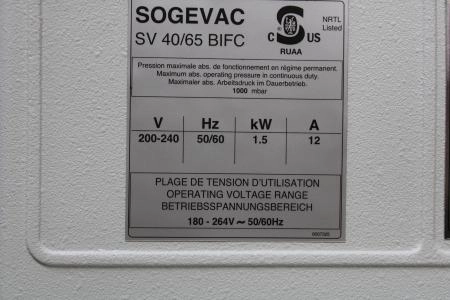 SOGEVAC
SV 40/65 BIFC
C US
NRTL
Listed
RUAA
Pression maximale abs. de fonctionnement en régime permanent.
Maximum abs. operating pressure in continuous duty.
Maximaler abs. Arbeitsdruck im Dauerbetrieb.
1000 mbar
V Hz kW A
200-240 50/60 1.5 12
PLAGE DE TENSION D'UTILISATION
OPERATING VOLTAGE RANGE
BETRIEBSSPANNUNGSBEREICH
180 - 264V ~ 50/60Hz